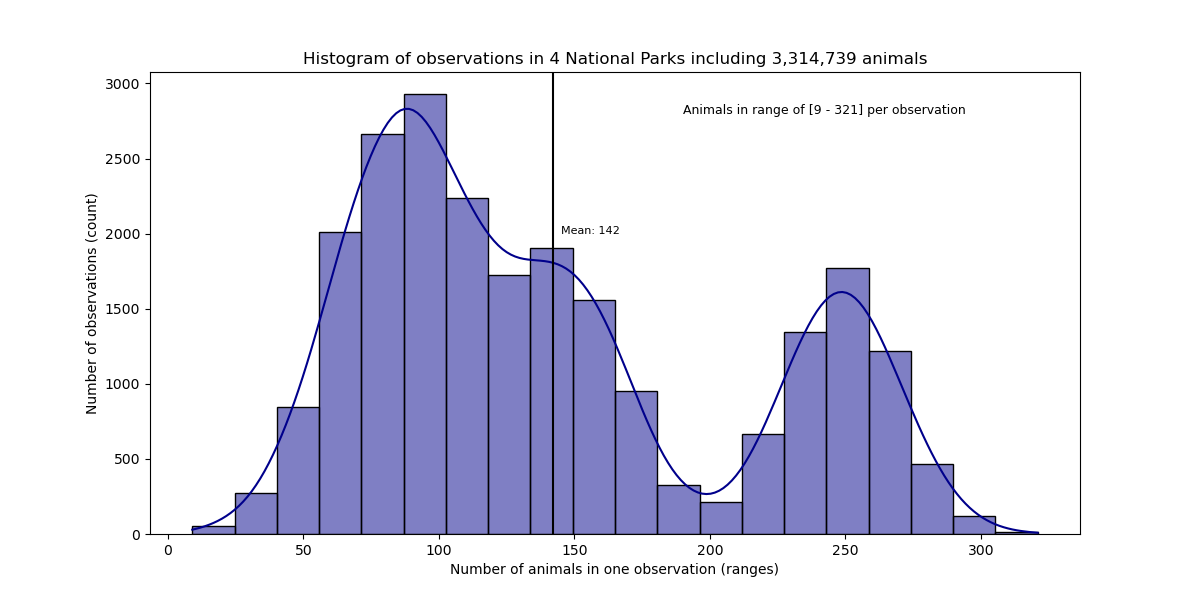 Histogram of observations in 4 National Parks including 3,314,739 animals
3000
Animals in range of [9 - 321] per observation
2500
Mean: 142
2000
1500
1000
500
0
Number of observations (count)
0 50 100 150 200 250 300
Number of animals in one observation (ranges)